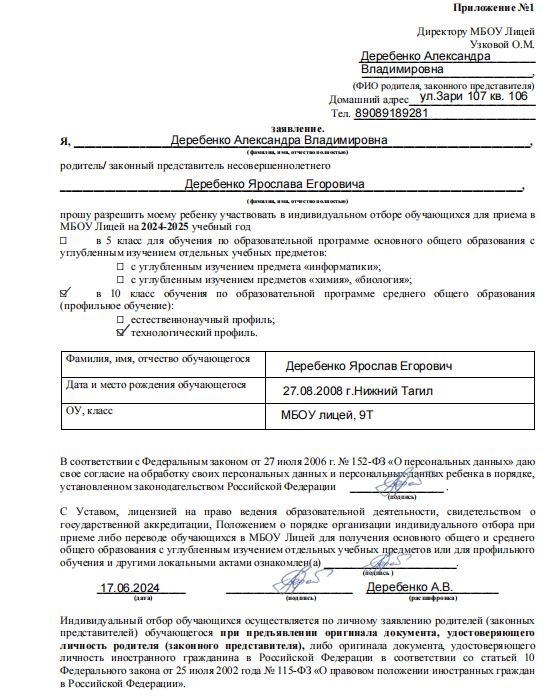 Приложение №1
Директору МБОУ Лицей
Узковой О.М.
Деребенко Александра
Владимировна,
(ФИО родителя, законного представителя)
Домашний адрес ул.Зари 107 кв. 106
Тел. 89089189281
заявление.
Я, Деребенко Александра Владимировна,
(фамилия, имя, отчество полностью)
родитель/ законный представитель несовершеннолетнего
Деребенко Ярослава Егоровича,
(фамилия, имя, отчество полностью)
прошу разрешить моему ребенку участвовать в индивидуальном отборе обучающихся для приема в
МБОУ Лицей на 2024-2025 учебный год
☐ в 5 класс для обучения по образовательной программе основного общего образования с
углубленным изучением отдельных учебных предметов:
☐ с углубленным изучением предмета «информатики»;
☐ с углубленным изучением предметов «химия», «биология»;
☑ в 10 класс обучения по образовательной программе среднего общего образования
(профильное обучение):
☐ естественнонаучный профиль;
☑ технологический профиль.
Фамилия, имя, отчество обучающегося Деребенко Ярослав Егорович
Дата и место рождения обучающегося 27.08.2008 г.Нижний Тагил
ОУ, класс МБОУ лицей, 9Т
В соответствии с Федеральным законом от 27 июля 2006 г. № 152-ФЗ «О персональных данных» даю
свое согласие на обработку своих персональных данных и персональных данных ребенка в порядке,
установленном законодательством Российской Федерации .
(подпись)
С Уставом, лицензией на право ведения образовательной деятельности, свидетельством о
государственной аккредитации, Положением о порядке организации индивидуального отбора при
приеме либо переводе обучающихся в МБОУ Лицей для получения основного общего и среднего
общего образования с углубленным изучением отдельных учебных предметов или для профильного
обучения и другими локальными актами ознакомлен(а)
(подпись)
17.06.2024 Деребенко А.В.
(дата) (подпись) (расшифровка)
Индивидуальный отбор обучающихся осуществляется по личному заявлению родителей (законных
представителей) обучающегося при предъявлении оригинала документа, удостоверяющего
личность родителя (законного представителя), либо оригинала документа, удостоверяющего
личность иностранного гражданина в Российской Федерации в соответствии со статьей 10
Федерального закона от 25 июля 2002 года № 115-ФЗ «О правовом положении иностранных граждан
в Российской Федерации».